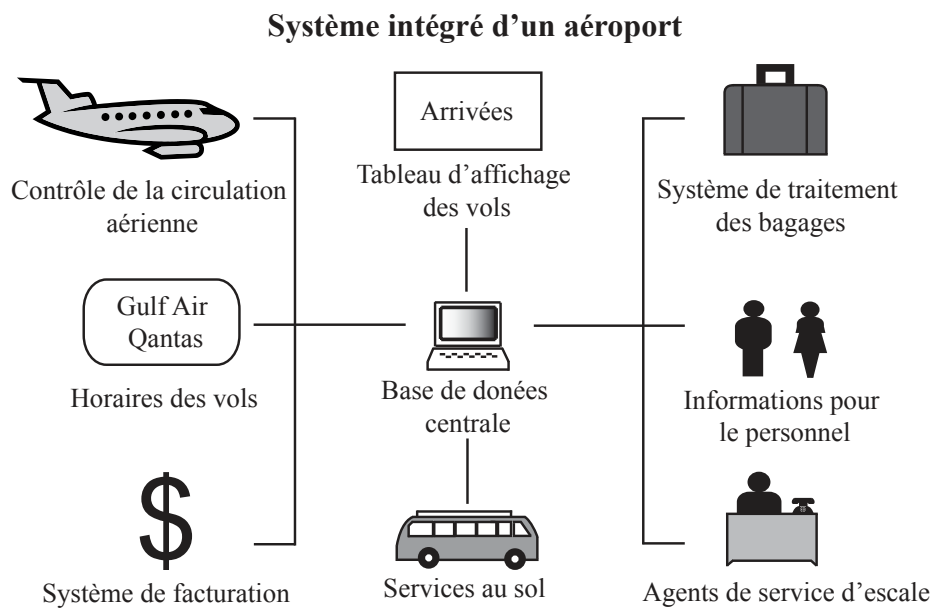 Système intégré d’un aéroport
Arrivées
Contrôle de la circulation
aérienne
Tableau d’affichage
des vols
Système de traitement
des bagages
Gulf Air
Qantas
Horaires des vols
Base de donées
centrale
Informations pour
le personnel
$
Système de facturation
Services au sol
Agents de service d’escale